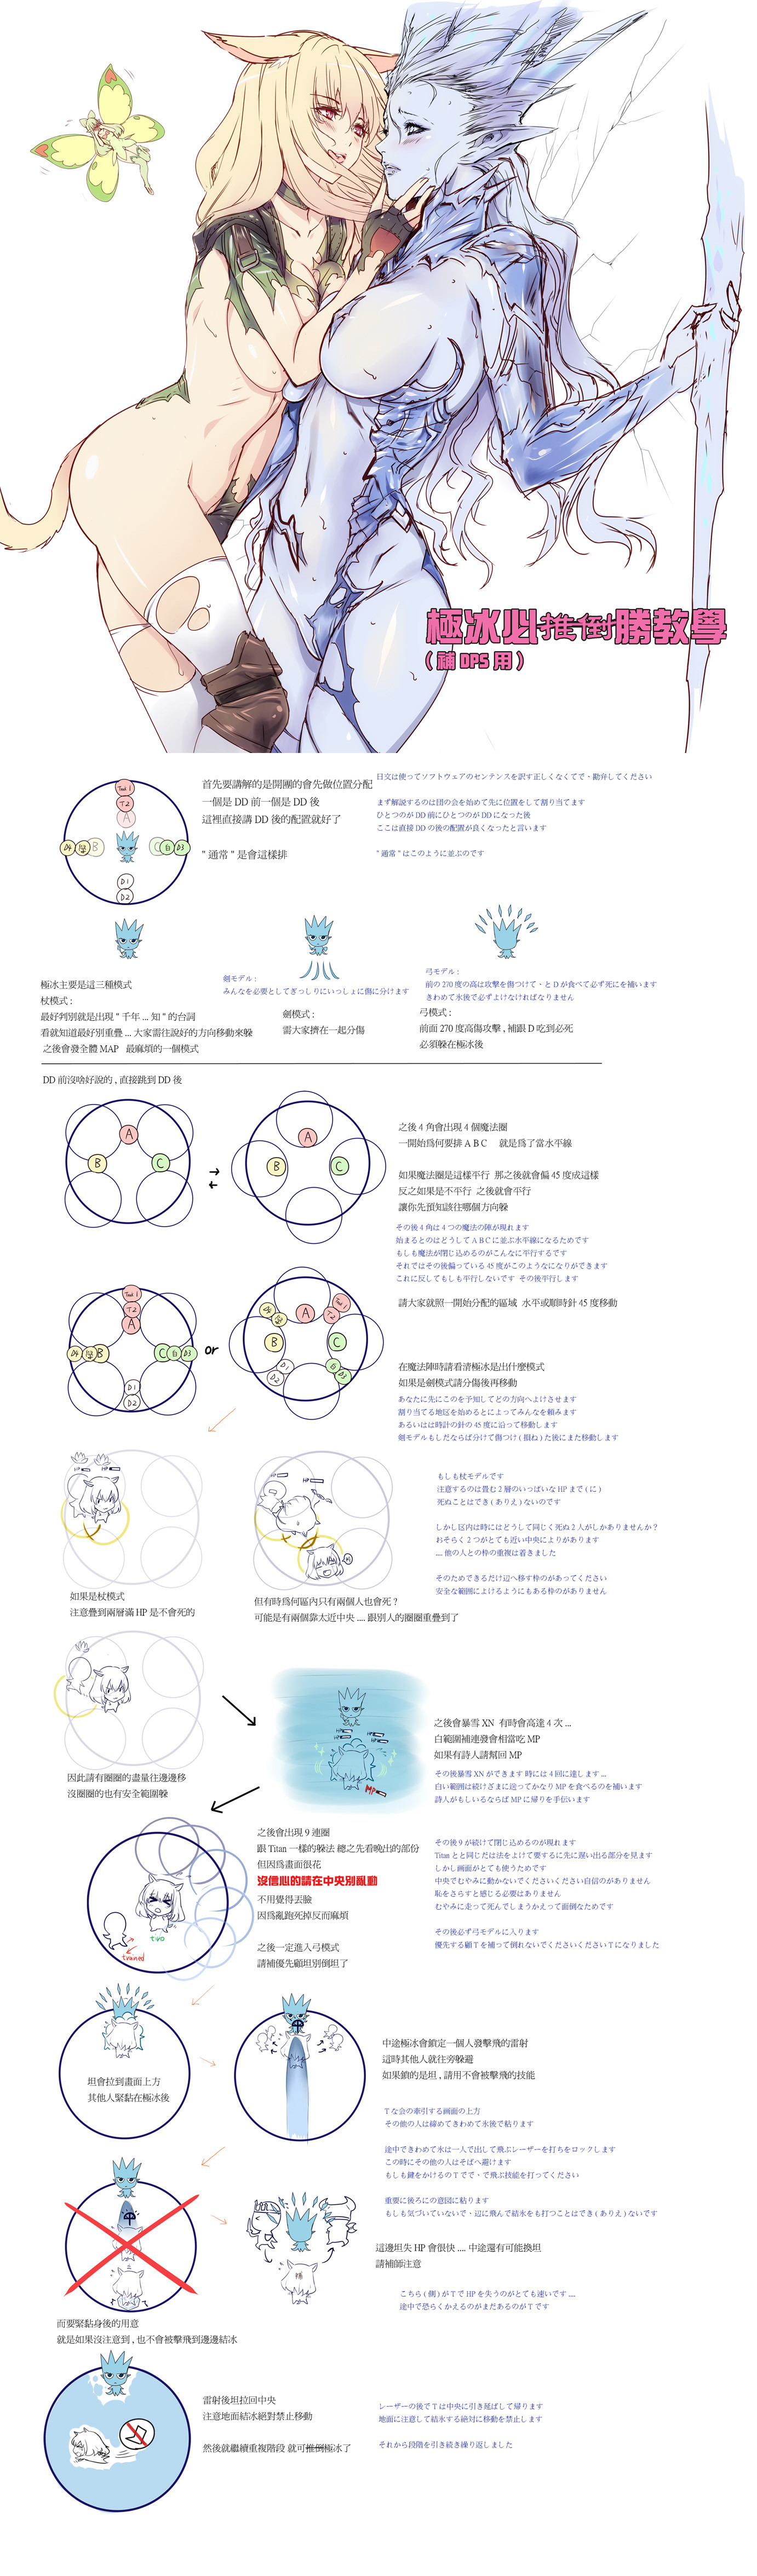 極冰必推倒勝教學
( 補 DPS 用 )
首先要講解的是開團的會先做位置分配
一個是 DD 前一個是 DD 後
這裡直接講 DD 後的配置就好了
" 通常 " 是會這樣排
日文は使ってソフトウェアのセンテンスを訳す正しくなくてで、勘弁してください
まず解説するのは団の会を始めて先に位置をして割り当てます
ひとつのが DD 前にひとつのが DD になった後
ここは直接 DD の後の配置が良くなったと言います
" 通常 " はこのように並ぶのです
Tank 1
T2
A
D4
B
C
白
D3
D1
D2
極冰主要是這三種模式
杖模式 :
最好判別就是出現 " 千年 ... 知 " 的台詞
看就知道最好別重疊 ... 大家需往說好的方向移動來躲
之後會發全體 MAP 最麻煩的一個模式
剣モデル :
みんなを必要としてぎっしりにいっしょに傷に分けます
劍模式 :
需大家擠在一起分傷
弓モデル :
前の 270 度の高は攻撃を傷つけて、と D が食べて必ず死にを補います
きわめて氷後で必ずよけなければなりません
弓模式 :
前面 270 度高傷攻擊 , 補跟 D 吃到必死
必須躲在極冰後
DD 前沒啥好說的 , 直接跳到 DD 後
A
B
C
A
B
C
之後 4 角會出現 4 個魔法圈
一開始爲何要排 A B C 就是爲了當水平線
如果魔法圈是這樣平行 那之後就會偏 45 度成這樣
反之如果是不平行 之後就會平行
讓你先預知該往哪個方向躲
その後 4 角は 4 つの魔法の陣が現れます
始まるとのはどうして A B C に並ぶ水平線になるためです
もしも魔法が閉じ込めるのがこんなに平行するです
それではその後偏っている 45 度がこのようなになりができます
これに反してもしも平行しないです その後平行します
Tank 1
T2
A
D4
B
C
白
D3
D1
D2
or
D4
A
Tank 1
T2
B
C
D1
D2
白
D3
請大家就照一開始分配的區域 水平或順時針 45 度移動
在魔法陣時請看清極冰是出什麼模式
如果是劍模式請分傷後再移動
あなたに先にこのを予知してどの方向へよけさせます
割り当てる地区を始めるとによってみんなを頼みます
あるいはは時計の針の 45 度に沿って移動します
剣モデルもしだならば分けて傷つけ ( 損ね ) た後にまた移動します
HP
HP
もしも杖モデルです
注意するのは畳む 2 層のいっぱいな HP まで ( に )
死ぬことはでき ( ありえ ) ないのです
しかし区内は時にはどうして同じく死ぬ 2 人がしかありませんか？
おそらく 2 つがとても近い中央によりがあります
.... 他の人との枠の重複は着きました
そのためできるだけ辺へ移す枠のがあってください
安全な範囲によけるようにもある枠のがありません
如果是杖模式
注意疊到兩層滿 HP 是不會死的
但有時爲何區內只有兩個人也會死 ?
可能是有兩個靠太近中央 .... 跟別人的圈圈重疊到了
因此請有圈圈的盡量往邊邊移
沒圈圈的也有安全範圍躲
HP
MP
之後會暴雪 XN 有時會高達 4 次 ...
白範圍補連發會相當吃 MP
如果有詩人請幫回 MP
その後暴雪 XN ができます 時には 4 回に達します ...
白い範囲は続けざまに送ってかなり MP を食べるのを補います
詩人がもしいるならば MP に帰りを手伝います
tiro
trained
之後會出現 9 連圈
跟 Titan 一樣的躲法 總之先看晚出的部份
但因爲畫面很花
沒信心的請在中央別亂動
不用覺得丟臉
因爲亂跑死掉反而麻煩
之後一定進入弓模式
請補優先顧坦別倒坦了
その後 9 が続けて閉じ込めるのが現れます
Titan とと同じだは法をよけて要するに先に遅い出る部分を見ます
しかし画面がとても使うためです
中央でむやみに動かないでくださいください自信のがありません
恥をさらすと感じる必要はありません
むやみに走って死んでしまうかえって面倒なためです
その後必ず弓モデルに入ります
優先する顧 T を補って倒れないでくださいください T になりました
坦會拉到畫面上方
其他人緊黏在極冰後
中途極冰會鎖定一個人發擊飛的雷射
這時其他人就往旁躲避
如果鎖的是坦 , 請用不會被擊飛的技能
T な会の牽引する画面の上方
その他の人は締めてきわめて氷後で粘ります
途中できわめて氷は一人で出して飛ぶレーザーを打ちをロックします
この時にその他の人はそばへ避けます
もしも鍵をかけるの T でで、で飛ぶ技能を打ってください
重要に後ろにの意図に粘ります
もしも気づいていないで、辺に飛んで結氷をも打つことはでき ( ありえ ) ないです
這邊坦失 HP 會很快 .... 中途還有可能換坦
請補師注意
こちら ( 側 ) が T で HP を失うのがとても速いです ....
途中で恐らくかえるのがまだあるのが T です
而要緊黏身後的用意
就是如果沒注意到 , 也不會被擊飛到邊邊結冰
雷射後坦拉回中央
注意地面結冰絕對禁止移動
然後就繼續重複階段 就可推倒極冰了
レーザーの後で T は中央に引き延ばして帰ります
地面に注意して結氷する絶対に移動を禁止します
それから段階を引き続き繰り返しました